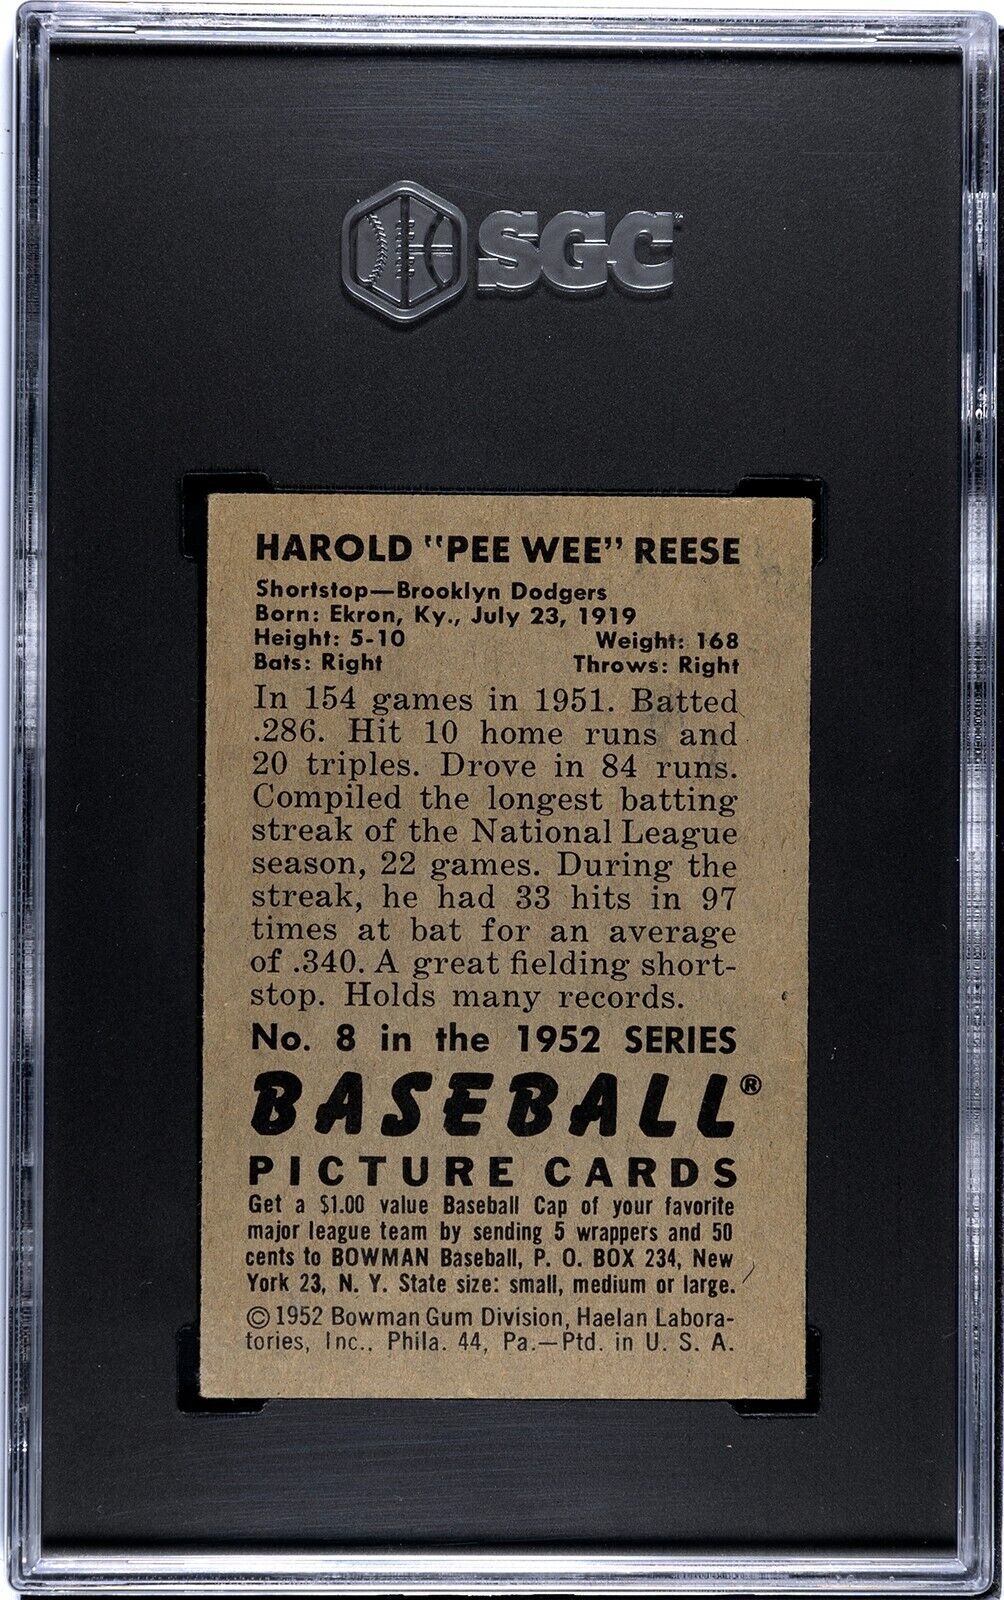 SGC
HAROLD "PEE WEE" REESE
Shortstop—Brooklyn Dodgers
Born: Ekron, Ky., July 23, 1919
Height: 5-10 Weight: 168
Bats: Right Throws: Right
In 154 games in 1951. Batted
.286. Hit 10 home runs and
20 triples. Drove in 84 runs.
Compiled the longest batting
streak of the National League
season, 22 games. During the
streak, he had 33 hits in 97
times at bat for an average
of .340. A great fielding short-
stop. Holds many records.
No. 8 in the 1952 SERIES
BASEBALL®
PICTURE CARDS
Get a $1.00 value Baseball Cap of your favorite
major league team by sending 5 wrappers and 50
cents to BOWMAN Baseball, P. O. BOX 234, New
York 23, N. Y. State size: small, medium or large.
© 1952 Bowman Gum Division, Haelan Labora-
tories, Inc., Phila. 44, Pa.—Ptd. in U. S. A.